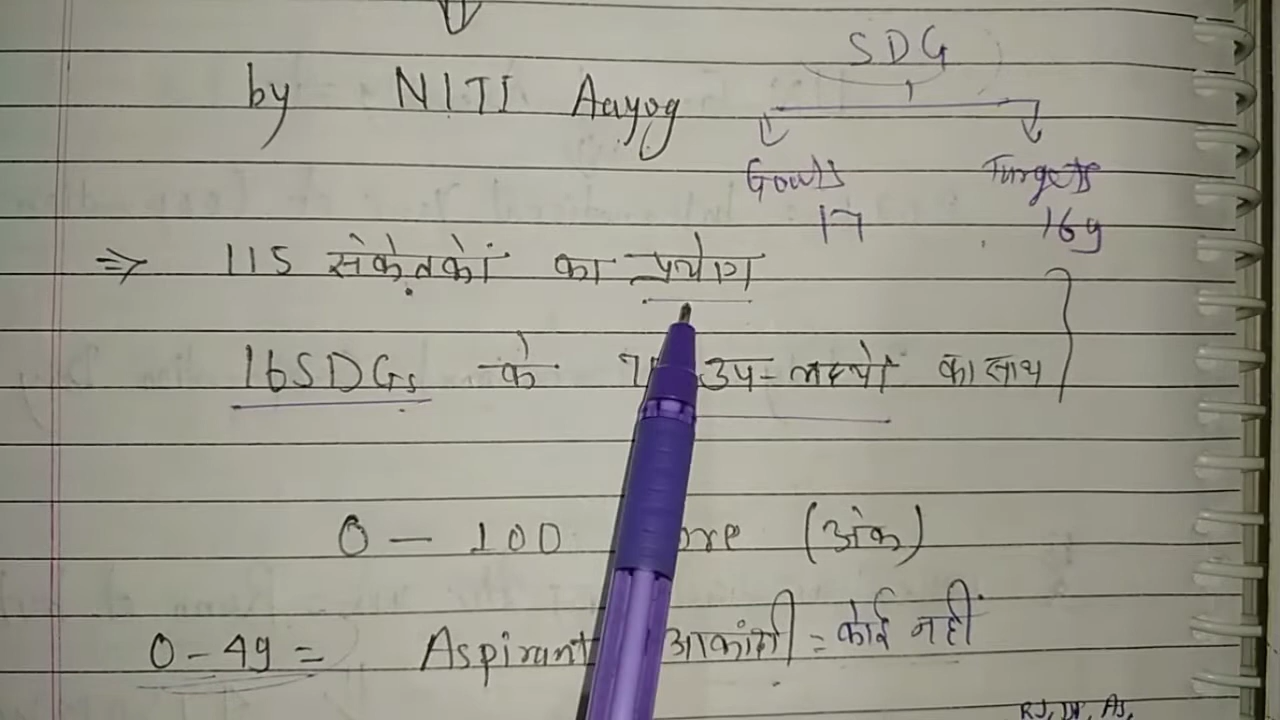 SDG
by NITI Aayog
Goals Targets
17 169
⇒ 115 संकेतकों का प्रयोग
16 SDGs के उप-लक्ष्यों का साथ
0 – 100 (अंक)
0 – 49 = Aspirant आकांक्षी = कोई नहीं